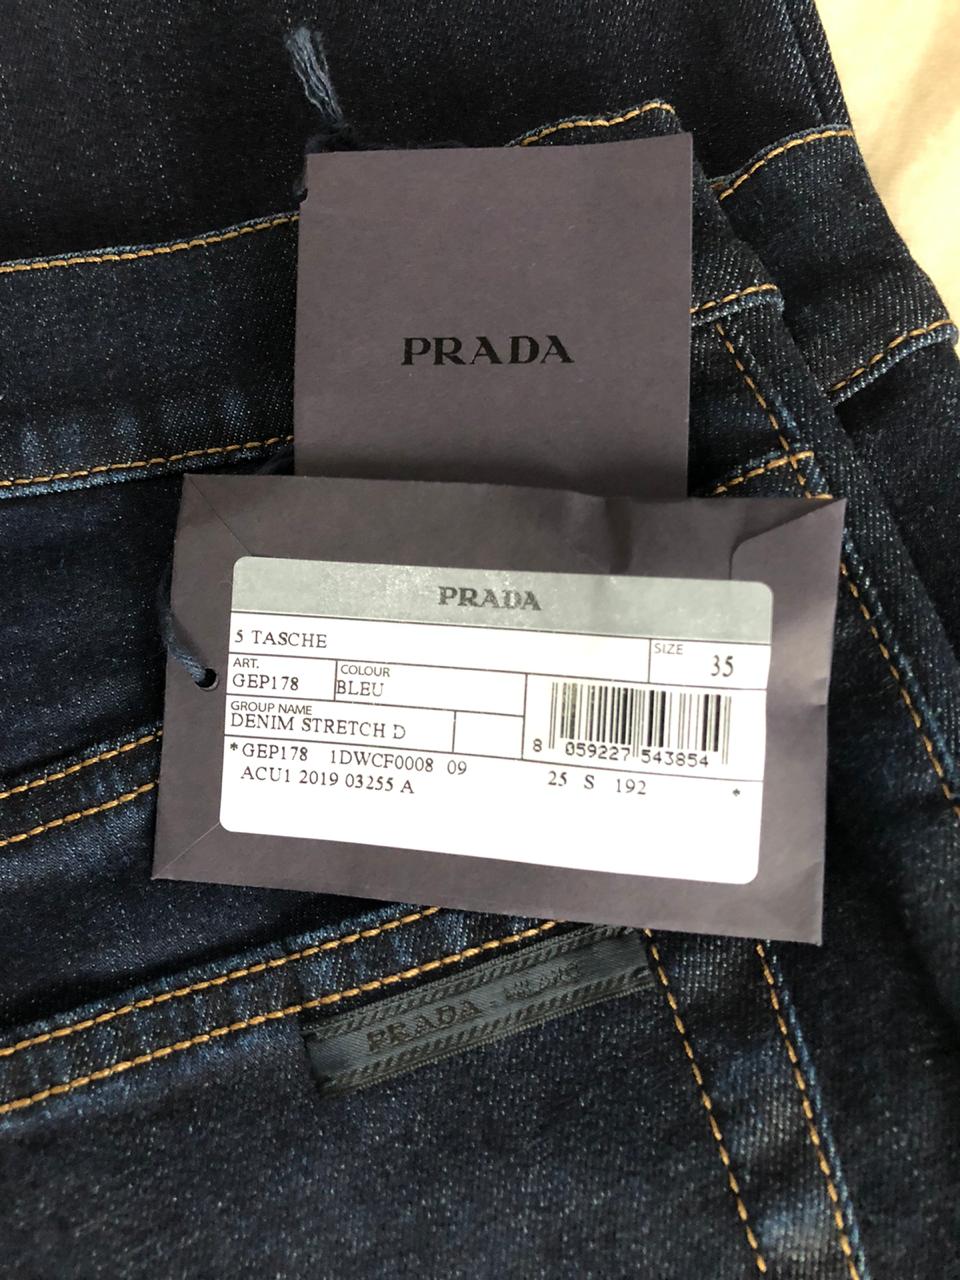 PRADA
PRADA
5 TASCHE
SIZE
35
ART.
GEP178
COLOUR
BLEU
GROUP NAME
DENIM STRETCH D
8 059227 543854
*GEP178 1DWCF0008 09
25 S 192 *
ACU1 2019 03255 A
PRADA - MILANO